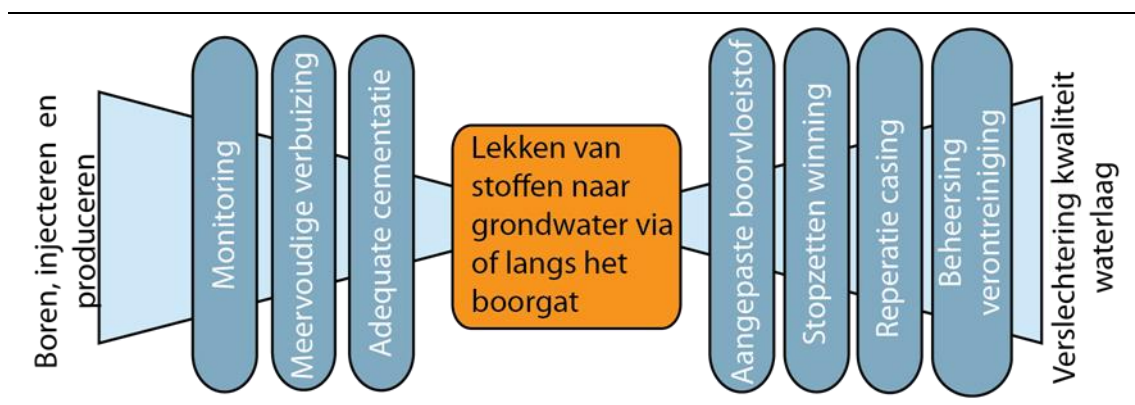 Boren, injecteren en
produceren
Monitoring
Meervoudige verbuizing
Adequate cementatie
Lekken van
stoffen naar
grondwater via
of langs het
boorgat
Aangepaste boorvloeistof
Stopzetten winning
Reperatie casing
Beheersing
verontreiniging
Verslechtering kwaliteit
waterlaag